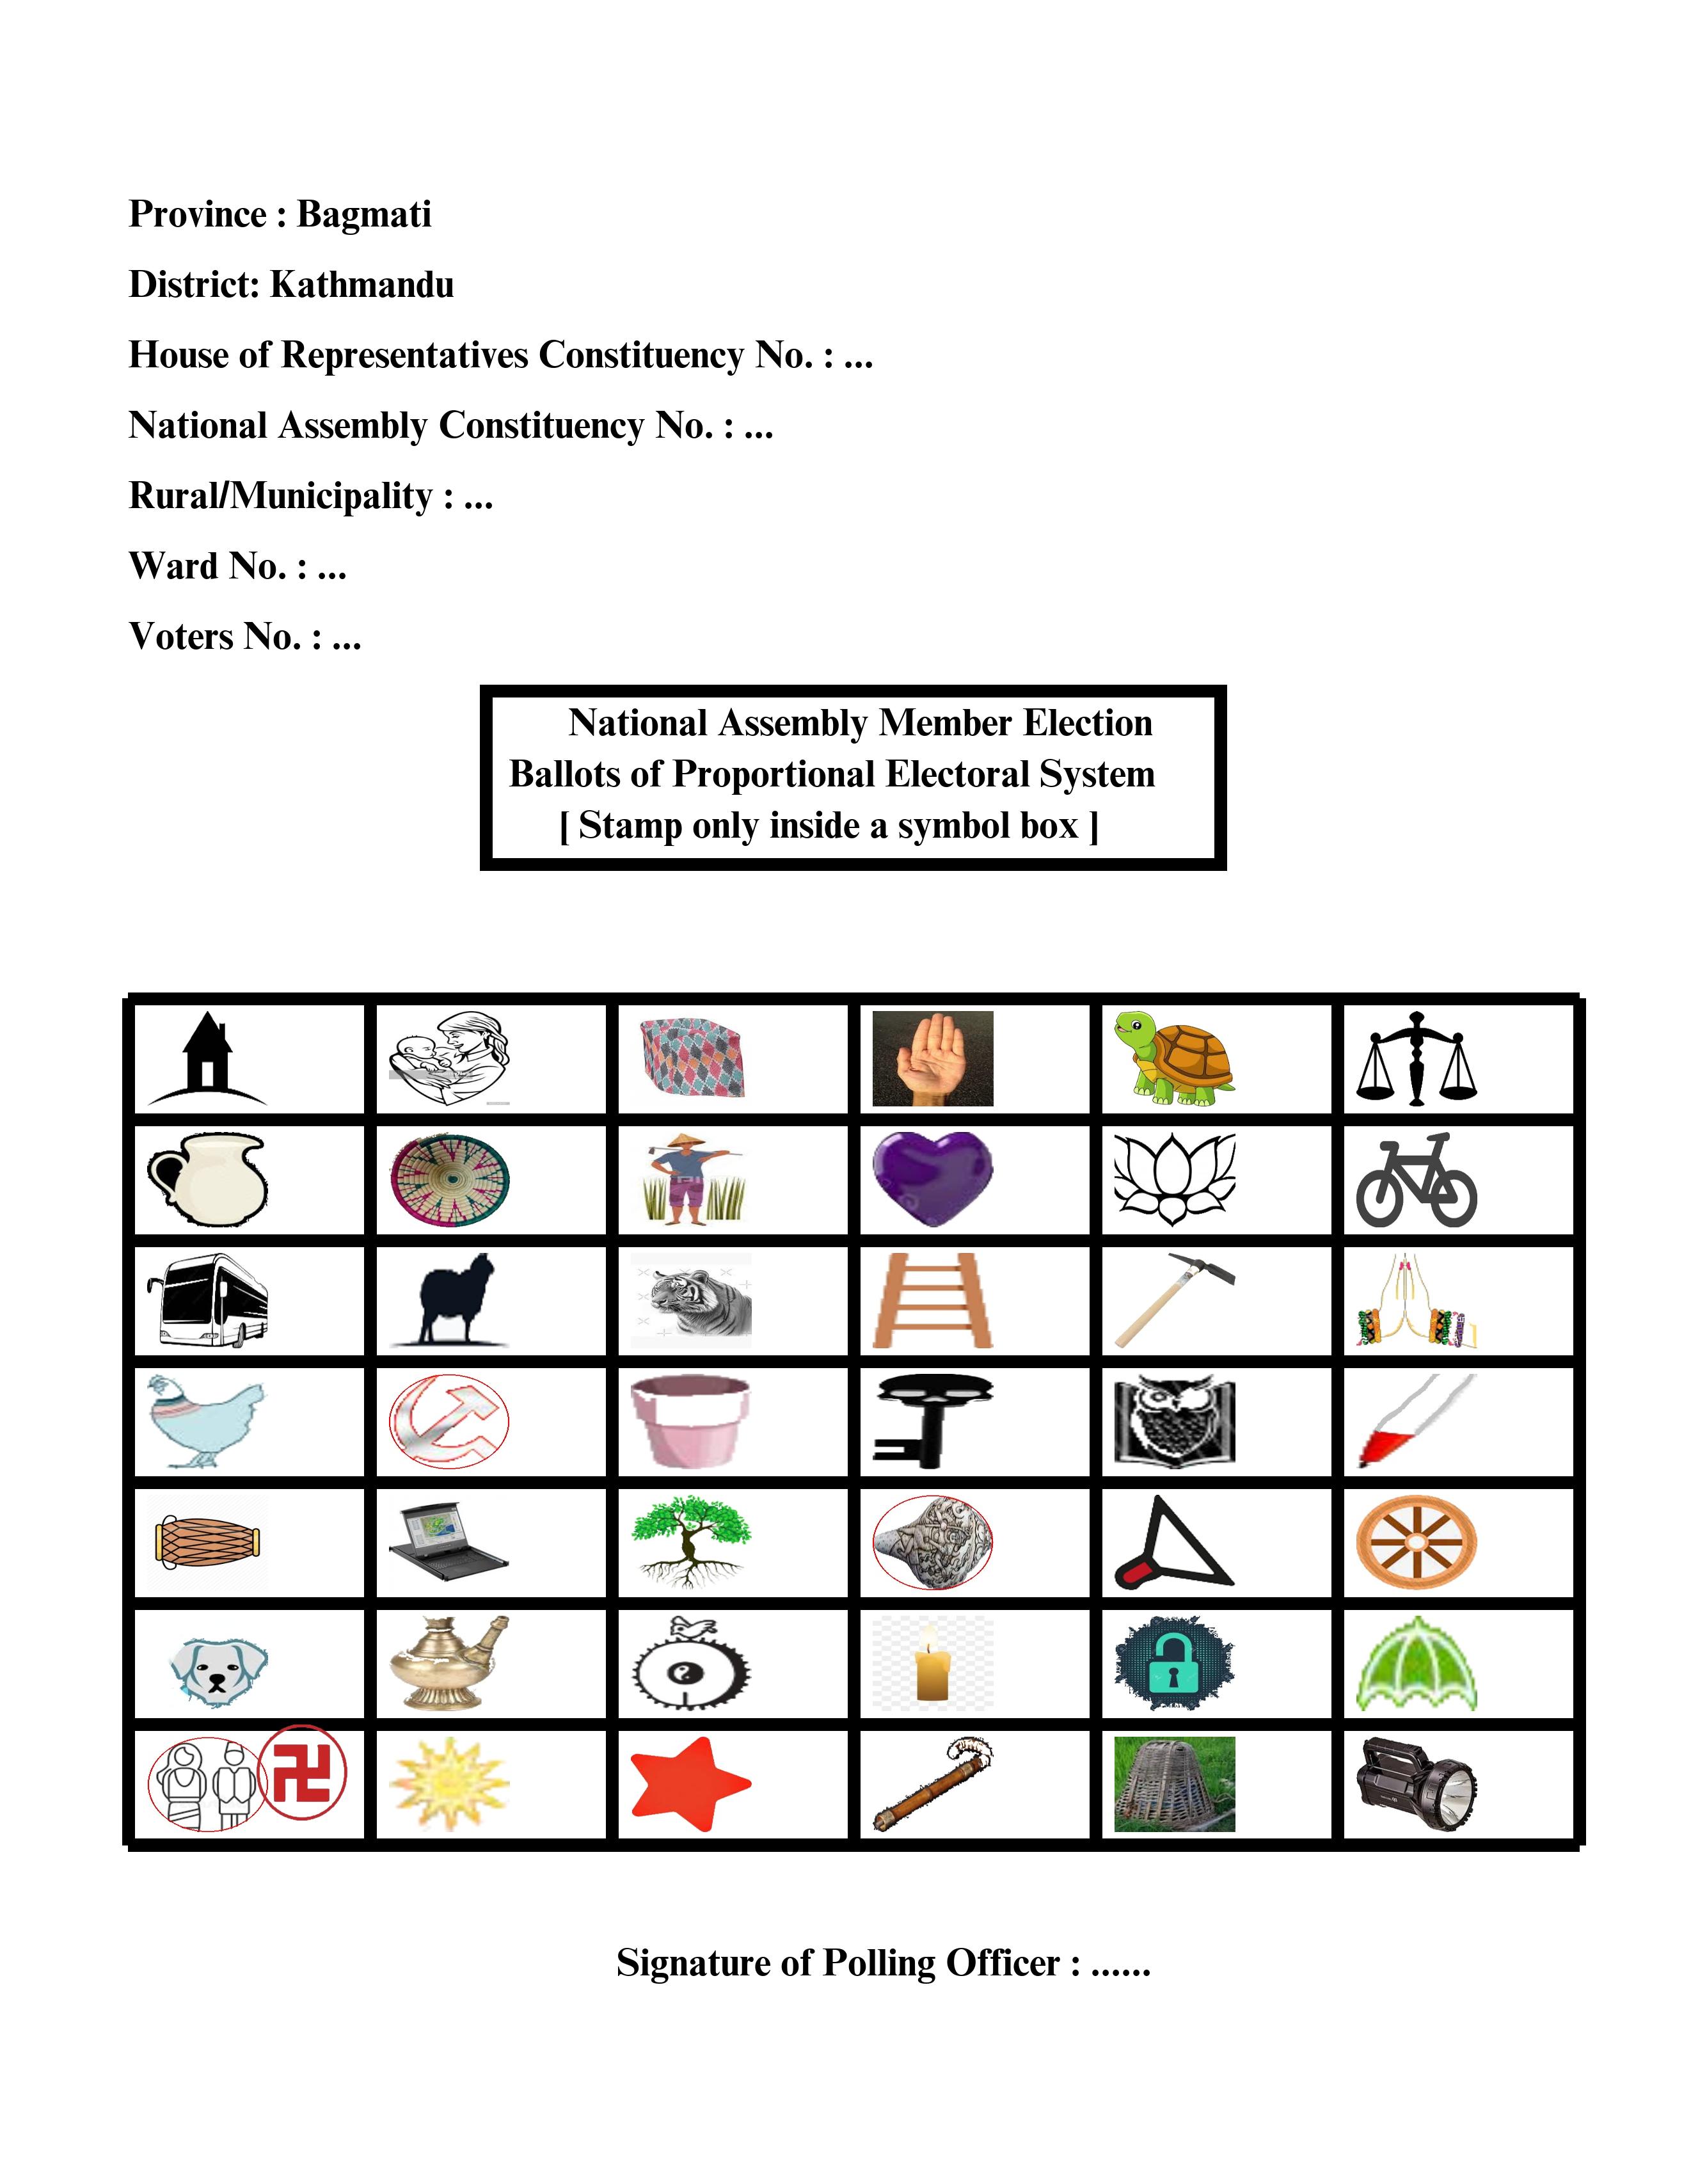 Province : Bagmati
District: Kathmandu
House of Representatives Constituency No. : ...
National Assembly Constituency No. : ...
Rural/Municipality : ...
Ward No. : ...
Voters No. : ...
National Assembly Member Election
Ballots of Proportional Electoral System
[ Stamp only inside a symbol box ]
Signature of Polling Officer : ......